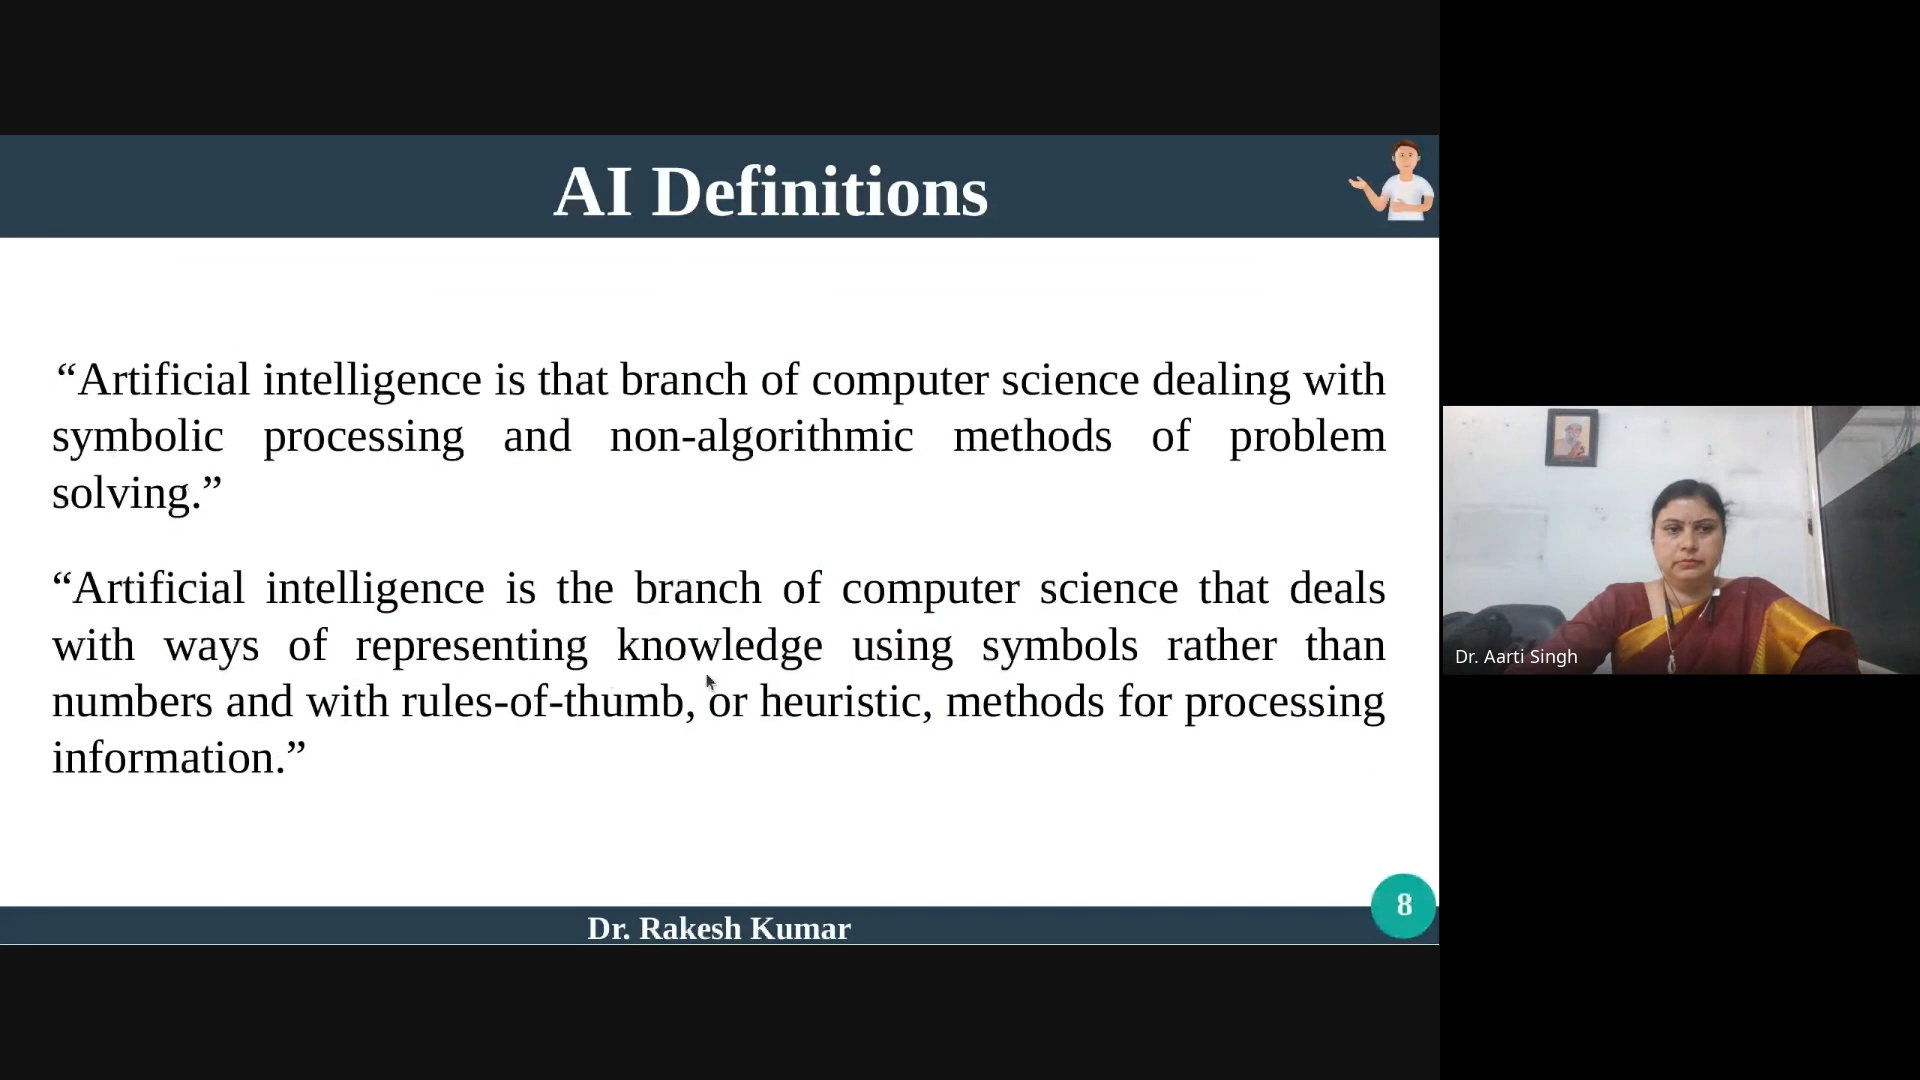 AI Definitions
“Artificial intelligence is that branch of computer science dealing with
symbolic processing and non-algorithmic methods of problem
solving.”
“Artificial intelligence is the branch of computer science that deals
with ways of representing knowledge using symbols rather than
numbers and with rules-of-thumb, or heuristic, methods for processing
information.”
Dr. Rakesh Kumar
8
Dr. Aarti Singh